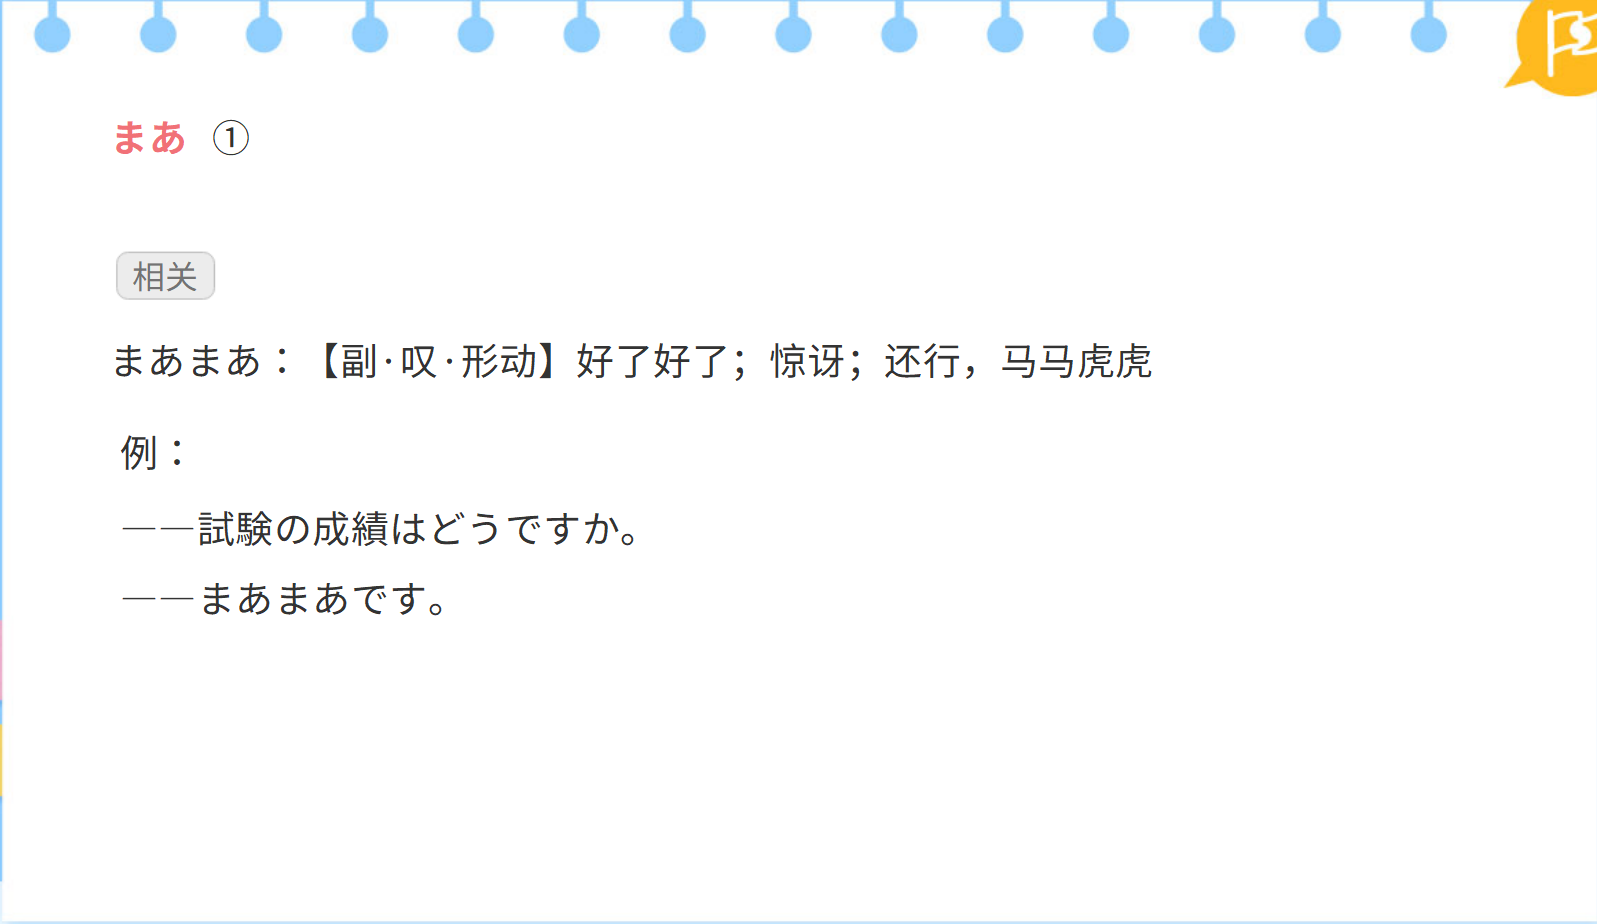 まあ ①
相关
まあまあ：【副·叹·形动】好了好了；惊讶；还行，马马虎虎
例：
——試験の成績はどうですか。
——まあまあです。